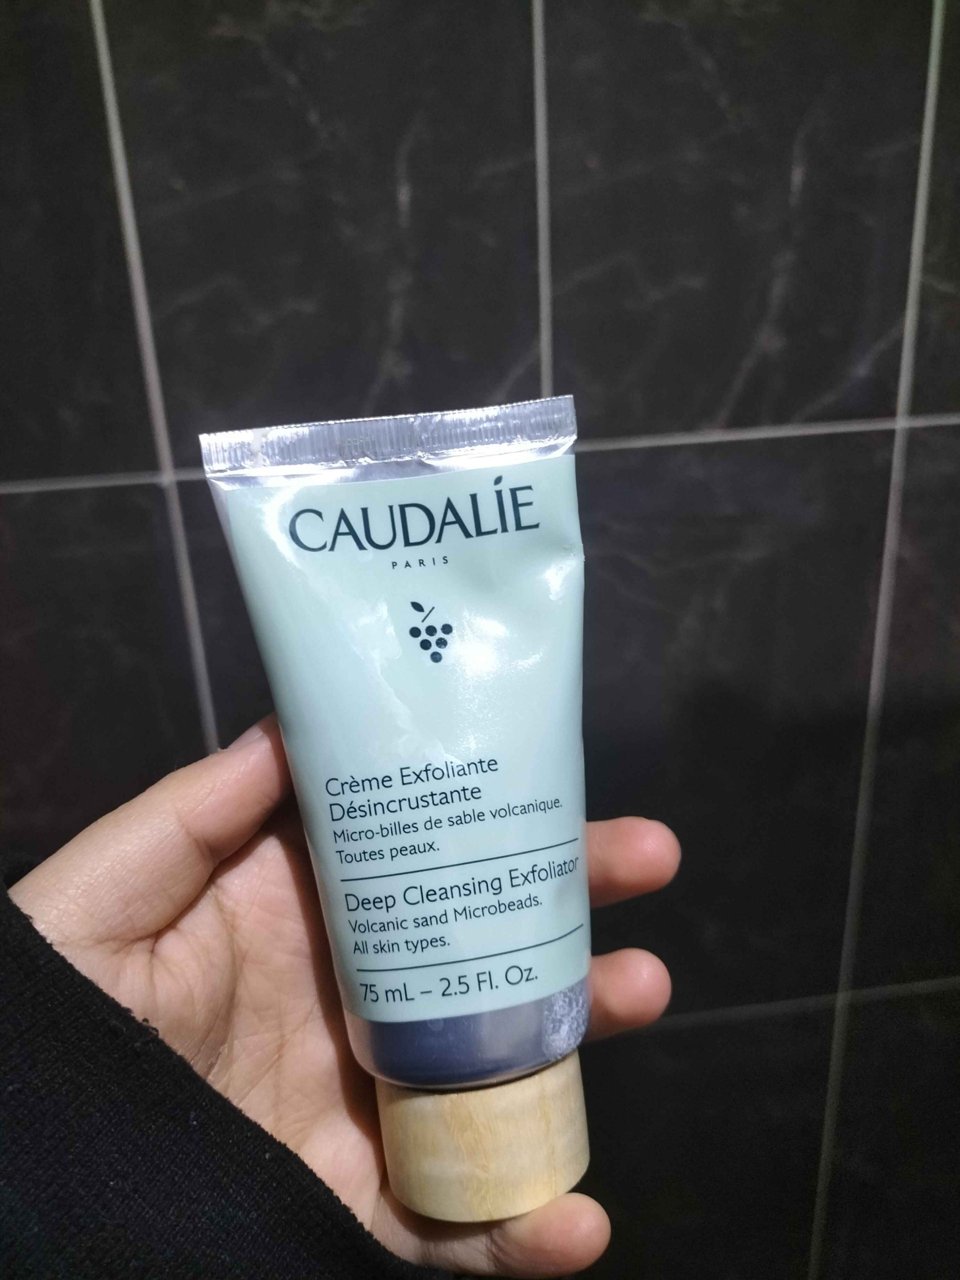 CAUDALÍE
PARIS
Crème Exfoliante
Désincrustante
Micro-billes de sable volcanique.
Toutes peaux.
Deep Cleansing Exfoliator
Volcanic sand Microbeads.
All skin types.
75 mL – 2.5 Fl. Oz.